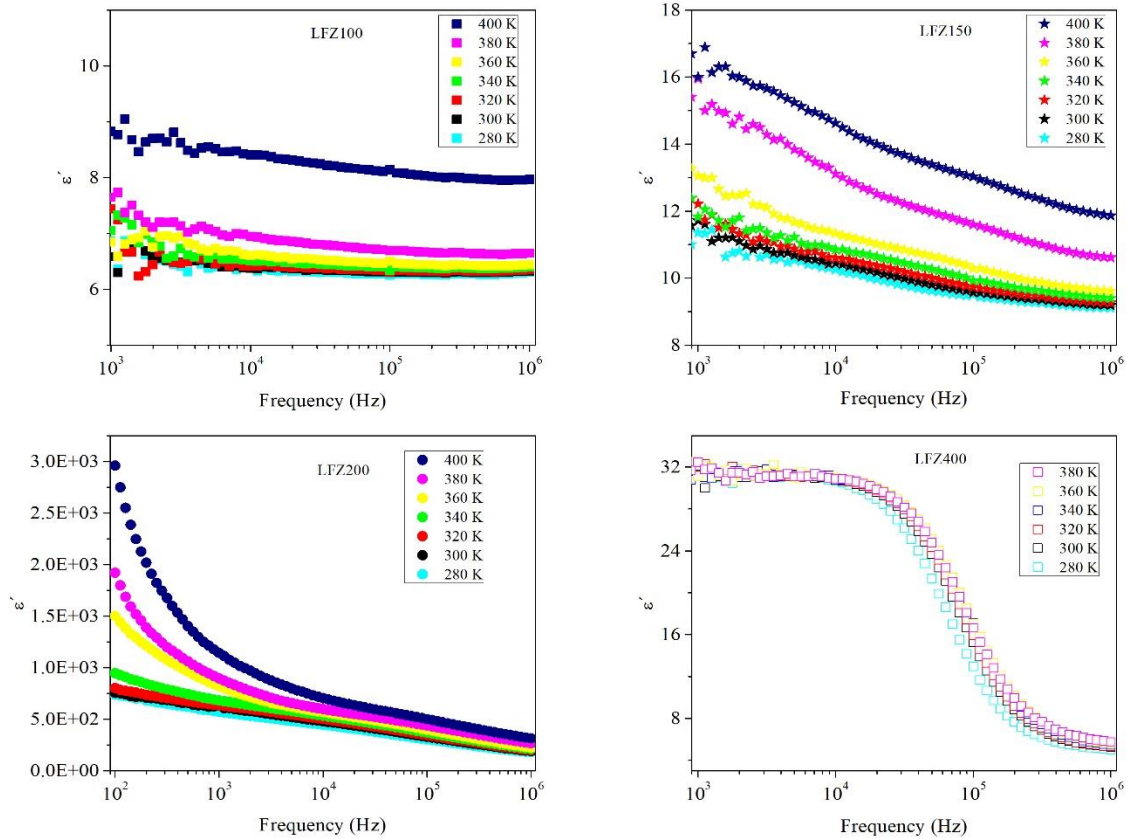 LFZ100
400 K
380 K
360 K
340 K
320 K
300 K
280 K
10
8
6
ε´
10³ 10⁴ 10⁵ 10⁶
Frequency (Hz)
LFZ150
400 K
380 K
360 K
340 K
320 K
300 K
280 K
18
16
14
12
10
8
ε´
10³ 10⁴ 10⁵ 10⁶
Frequency (Hz)
LFZ200
400 K
380 K
360 K
340 K
320 K
300 K
280 K
3.0E+03
2.5E+03
2.0E+03
1.5E+03
1.0E+03
5.0E+02
0.0E+00
ε´
10² 10³ 10⁴ 10⁵ 10⁶
Frequency (Hz)
LFZ400
380 K
360 K
340 K
320 K
300 K
280 K
32
24
16
8
ε´
10³ 10⁴ 10⁵ 10⁶
Frequency (Hz)